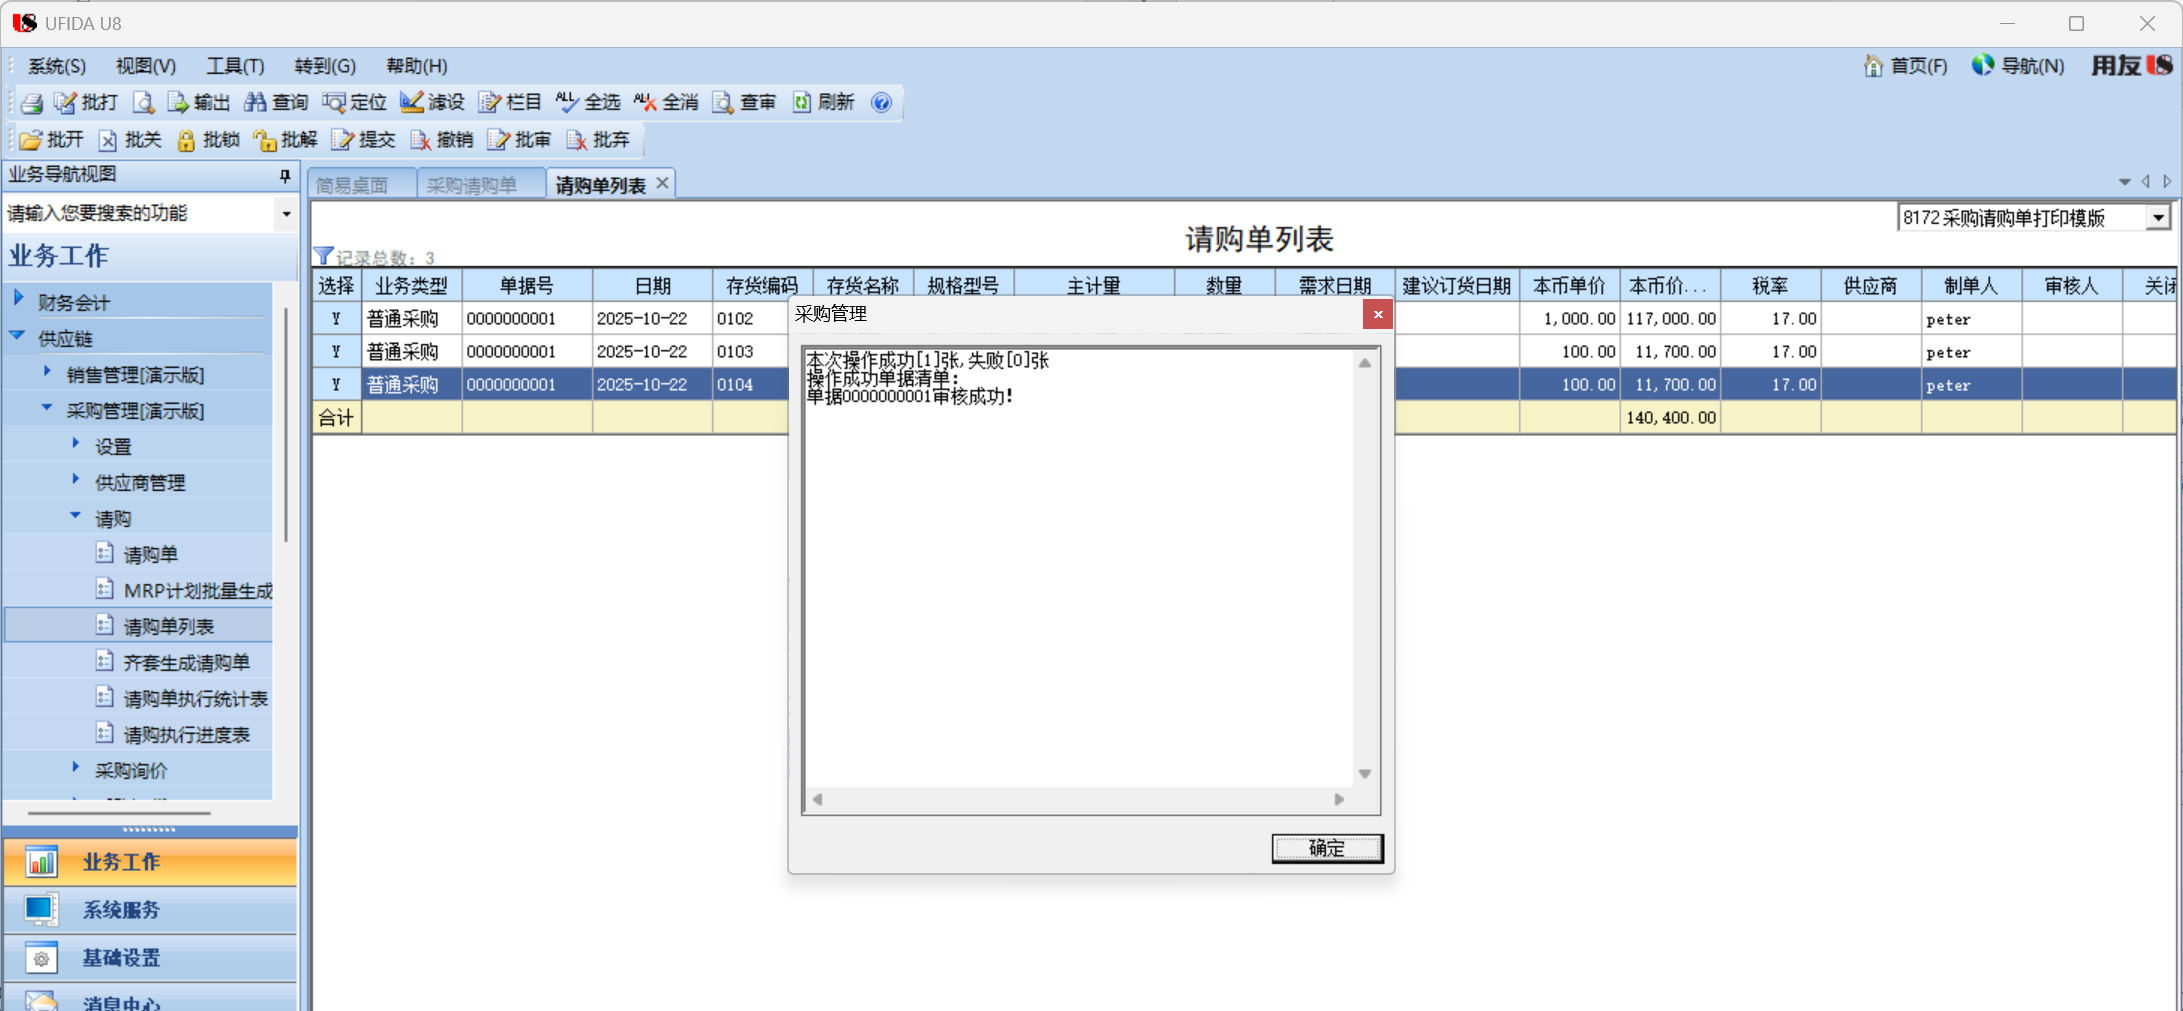 UFIDA U8
系统(S) 视图(V) 工具(T) 转到(G) 帮助(H) 首页(F) 导航(N) 用友U8
批打 输出 查询 定位 滤设 栏目 全选 全消 查审 刷新
批开 批关 批锁 批解 提交 撤销 批审 批弃
业务导航视图
简易桌面 采购请购单 请购单列表
请输入您要搜索的功能
8172 采购请购单打印模版
请购单列表
业务工作
记录总数: 3
选择 业务类型 单据号 日期 存货编码 存货名称 规格型号 主计量 数量 需求日期 建议订货日期 本币单价 本币价... 税率 供应商 制单人 审核人 关闭
Y 普通采购 0000000001 2025-10-22 0102 1,000.00 117,000.00 17.00 peter
Y 普通采购 0000000001 2025-10-22 0103 100.00 11,700.00 17.00 peter
Y 普通采购 0000000001 2025-10-22 0104 100.00 11,700.00 17.00 peter
合计 140,400.00
采购管理
本次操作成功[1]张,失败[0]张
操作成功单据清单:
单据0000000001审核成功!
确定
财务会计
供应链
销售管理[演示版]
采购管理[演示版]
设置
供应商管理
请购
请购单
MRP计划批量生成
请购单列表
齐套生成请购单
请购单执行统计表
请购执行进度表
采购询价
业务工作
系统服务
基础设置
消息中心